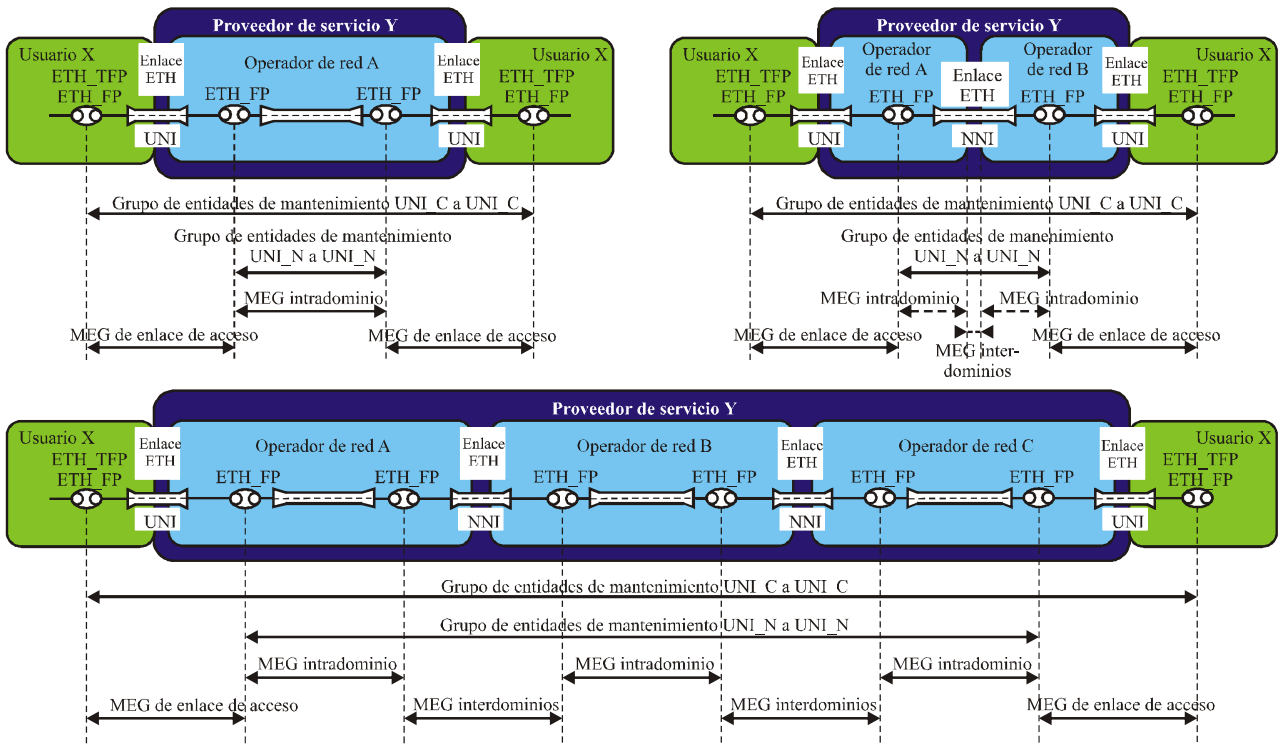 Proveedor de servicio Y
Usuario X
ETH_TFP
ETH_FP
Enlace
ETH
Operador de red A
ETH_FP
ETH_FP
Enlace
ETH
Usuario X
ETH_TFP
ETH_FP
UNI
UNI
Grupo de entidades de mantenimiento UNI_C a UNI_C
Grupo de entidades de mantenimiento
UNI_N a UNI_N
MEG intradominio
MEG de enlace de acceso
MEG de enlace de acceso
Proveedor de servicio Y
Usuario X
ETH_TFP
ETH_FP
Enlace
ETH
Operador
de red A
ETH_FP
Enlace
ETH
Operador
de red B
ETH_FP
Enlace
ETH
Usuario X
ETH_TFP
ETH_FP
UNI
NNI
UNI
Grupo de entidades de mantenimiento UNI_C a UNI_C
Grupo de entidades de manenimiento
UNI_N a UNI_N
MEG intradominio
MEG intradominio
MEG de enlace de acceso
MEG de enlace de acceso
MEG inter-
dominios
Proveedor de servicio Y
Usuario X
ETH_TFP
ETH_FP
Enlace
ETH
Operador de red A
ETH_FP
ETH_FP
Enlace
ETH
Operador de red B
ETH_FP
ETH_FP
Enlace
ETH
Operador de red C
ETH_FP
ETH_FP
Enlace
ETH
Usuario X
ETH_TFP
ETH_FP
UNI
NNI
NNI
UNI
Grupo de entidades de mantenimiento UNI_C a UNI_C
Grupo de entidades de mantenimiento UNI_N a UNI_N
MEG intradominio
MEG intradominio
MEG intradominio
MEG de enlace de acceso
MEG interdominios
MEG interdominios
MEG de enlace de acceso